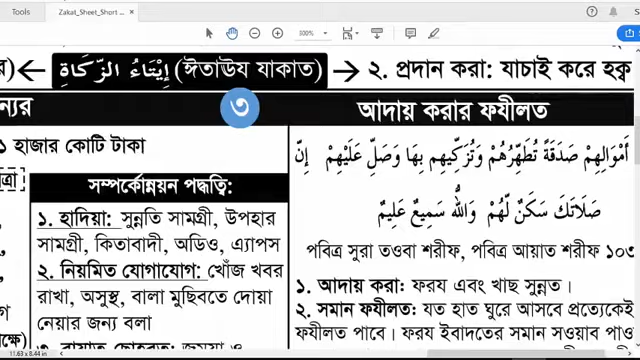 Tools
Zakat_Sheet_Short ...
300%
إِيْتَاءُ الزَّكَاةِ (ঈতাউয যাকাত) → ২. প্রদান করা: যাচাই করে হক্ব
ন্যর
৩
আদায় করার ফযীলত
১ হাজার কোটি টাকা
সম্পর্কোন্নয়ন পদ্ধতি:
১. হাদিয়া: সুন্নতি সামগ্রী, উপহার
সামগ্রী, কিতাবাদী, অডিও, এ্যাপস
২. নিয়মিত যোগাযোগ: খোঁজ খবর
রাখা, অসুস্থ, বালা মুছিবতে দোয়া
নেয়ার জন্য বলা
أَمْوَالِهِمْ صَدَقَةً تُطَهِّرُهُمْ وَتُزَكِّيهِم بِهَا وَصَلِّ عَلَيْهِمْ إِنَّ
صَلَاتَكَ سَكَنٌ لَّهُمْ وَاللَّهُ سَمِيعٌ عَلِيمٌ
পবিত্র সুরা তওবা শরীফ, পবিত্র আয়াত শরীফ ১০৩
১. আদায় করা: ফরয এবং খাছ সুন্নত।
২. সমান ফযীলত: যত হাত ঘুরে আসবে প্রত্যেকেই
ফযীলত পাবে। ফরয ইবাদতের সমান সওয়াব পাও
11.63 x 8.44 in